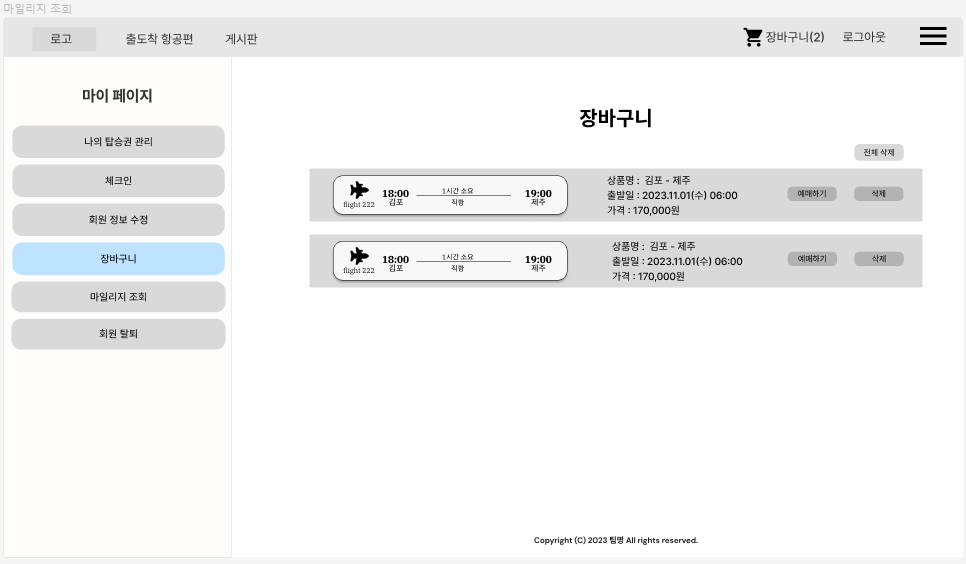 마일리지 조회
로고 출도착 항공편 게시판 장바구니(2) 로그아웃
마이 페이지
나의 탑승권 관리
체크인
회원 정보 수정
장바구니
마일리지 조회
회원 탈퇴
장바구니
전체 삭제
flight 222
18:00
김포
1시간 소요
직항
19:00
제주
상품명 : 김포 - 제주
출발일 : 2023.11.01(수) 06:00
가격 : 170,000원
예매하기
삭제
flight 222
18:00
김포
1시간 소요
직항
19:00
제주
상품명 : 김포 - 제주
출발일 : 2023.11.01(수) 06:00
가격 : 170,000원
예매하기
삭제
Copyright (C) 2023 팀명 All rights reserved.